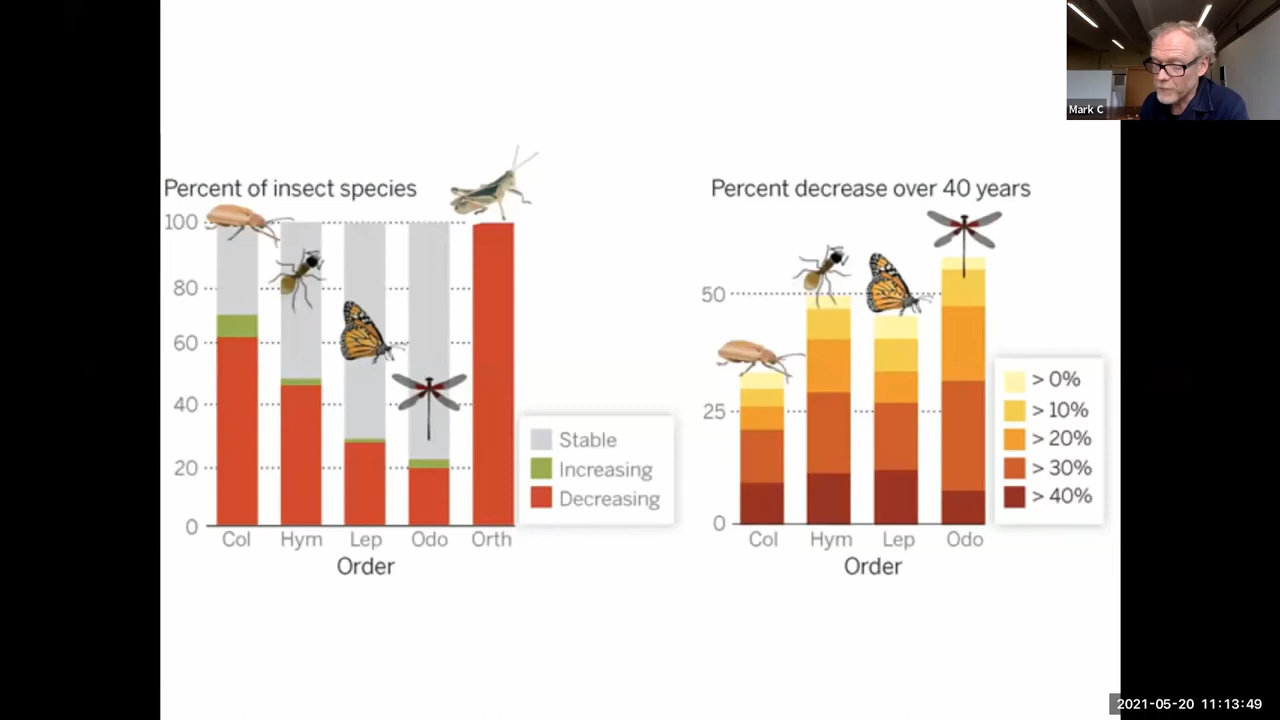 Mark C
Percent of insect species
100
80
60
40
20
0
Col Hym Lep Odo Orth
Order
Stable
Increasing
Decreasing
Percent decrease over 40 years
50
25
0
Col Hym Lep Odo
Order
> 0%
> 10%
> 20%
> 30%
> 40%
2021-05-20 11:13:49